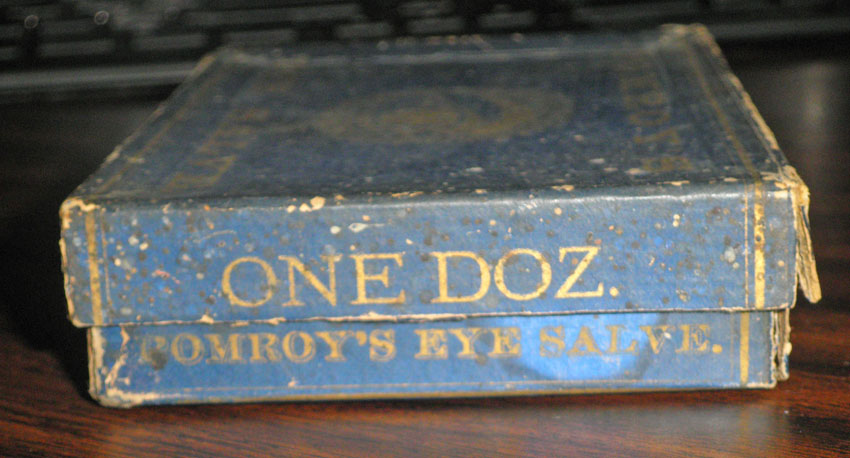 ONE DOZ.
POMROY'S EYE SALVE.